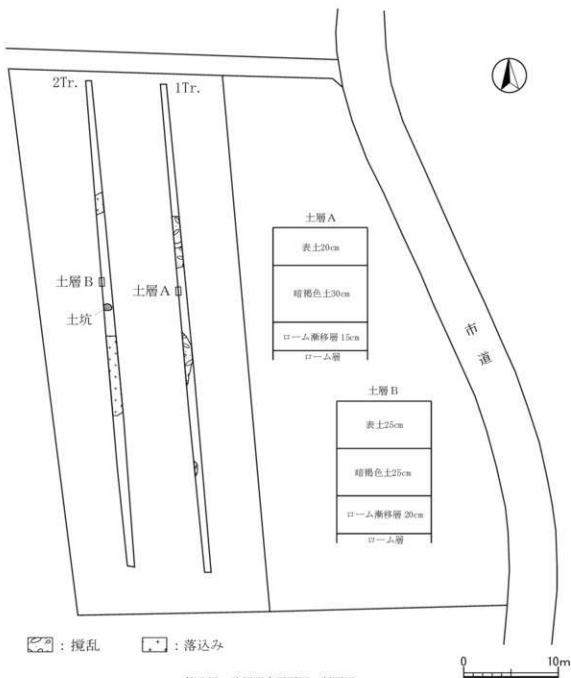 2Tr.
1Tr.
土層B
土層A
土坑
土層A
表土20cm
暗褐色土30cm
ローム漸移層 15cm
ローム層
土層B
表土25cm
暗褐色土25cm
ローム漸移層 20cm
ローム層
市道
:攪乱
:落込み
0
10m